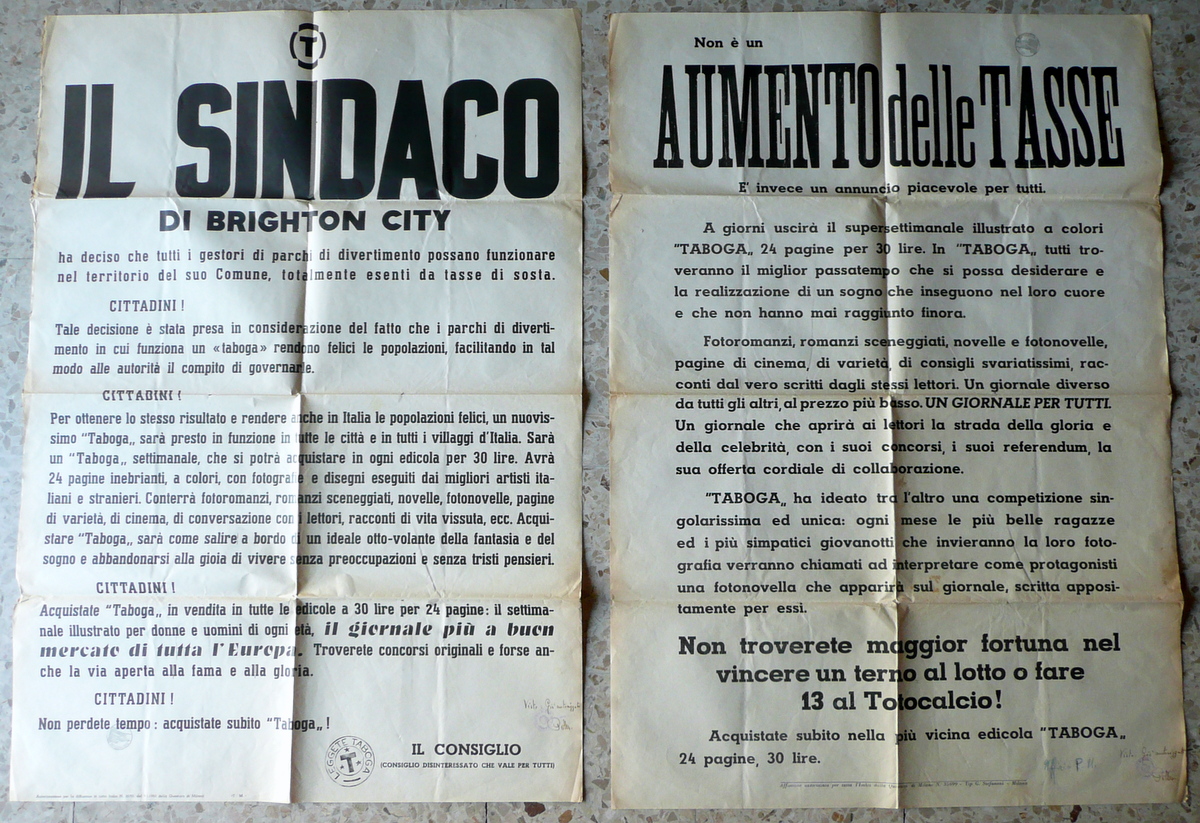 T
IL SINDACO
DI BRIGHTON CITY
ha deciso che tutti i gestori di parchi di divertimento possano funzionare
nel territorio del suo Comune, totalmente esenti da tasse di sosta.
CITTADINI !
Tale decisione è stata presa in considerazione del fatto che i parchi di diverti-
mento in cui funziona un «taboga» rendono felici le popolazioni, facilitando in tal
modo alle autorità il compito di governarle.
CITTADINI !
Per ottenere lo stesso risultato e rendere anche in Italia le popolazioni felici, un nuovis-
simo “Taboga„ sarà presto in funzione in tutte le città e in tutti i villaggi d'Italia. Sarà
un “Taboga„ settimanale, che si potrà acquistare in ogni edicola per 30 lire. Avrà
24 pagine inebrianti, a colori, con fotografie e disegni eseguiti dai migliori artisti ita-
liani e stranieri. Conterrà fotoromanzi, romanzi sceneggiati, novelle, fotonovelle, pagine
di varietà, di cinema, di conversazione con i lettori, racconti di vita vissuta, ecc. Acqui-
stare “Taboga„ sarà come salire a bordo di un ideale otto-volante della fantasia e del
sogno e abbandonarsi alla gioia di vivere senza preoccupazioni e senza tristi pensieri.
CITTADINI !
Acquistate “Taboga„ in vendita in tutte le edicole a 30 lire per 24 pagine: il settima-
nale illustrato per donne e uomini di ogni età, il giornale più a buon
mercato di tutta l'Europa. Troverete concorsi originali e forse an-
che la via aperta alla fama e alla gloria.
CITTADINI !
Non perdete tempo : acquistate subito “Taboga„ !
LEGGETE TABOGA
T
IL CONSIGLIO
(CONSIGLIO DISINTERESSATO CHE VALE PER TUTTI)
Non è un
AUMENTO delle TASSE
E' invece un annuncio piacevole per tutti.
A giorni uscirà il supersettimanale illustrato a colori
"TABOGA„ 24 pagine per 30 lire. In "TABOGA„ tutti tro-
veranno il miglior passatempo che si possa desiderare e
la realizzazione di un sogno che inseguono nel loro cuore
e che non hanno mai raggiunto finora.
Fotoromanzi, romanzi sceneggiati, novelle e fotonovelle,
pagine di cinema, di varietà, di consigli svariatissimi, rac-
conti dal vero scritti dagli stessi lettori. Un giornale diverso
da tutti gli altri, al prezzo più basso. UN GIORNALE PER TUTTI.
Un giornale che aprirà ai lettori la strada della gloria e
della celebrità, con i suoi concorsi, i suoi referendum, la
sua offerta cordiale di collaborazione.
"TABOGA„ ha ideato tra l'altro una competizione sin-
golarissima ed unica: ogni mese le più belle ragazze
ed i più simpatici giovanotti che invieranno la loro foto-
grafia verranno chiamati ad interpretare come protagonisti
una fotonovella che apparirà sul giornale, scritta apposi-
tamente per essi.
Non troverete maggior fortuna nel
vincere un terno al lotto o fare
13 al Totocalcio!
Acquistate subito nella più vicina edicola "TABOGA„
24 pagine, 30 lire.